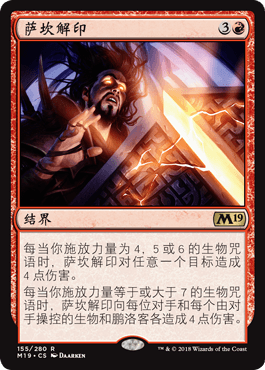 萨坎解印
3
结界
M19
每当你施放力量为4，5或6的生物咒
语时，萨坎解印对任意一个目标造成
4点伤害。
每当你施放力量等于或大于7的生物咒
语时，萨坎解印向每位对手和每个由对
手操控的生物和鹏洛客各造成4点伤害。
155/280 R
M19 • CS DAARKEN
™ & © 2018 Wizards of the Coast